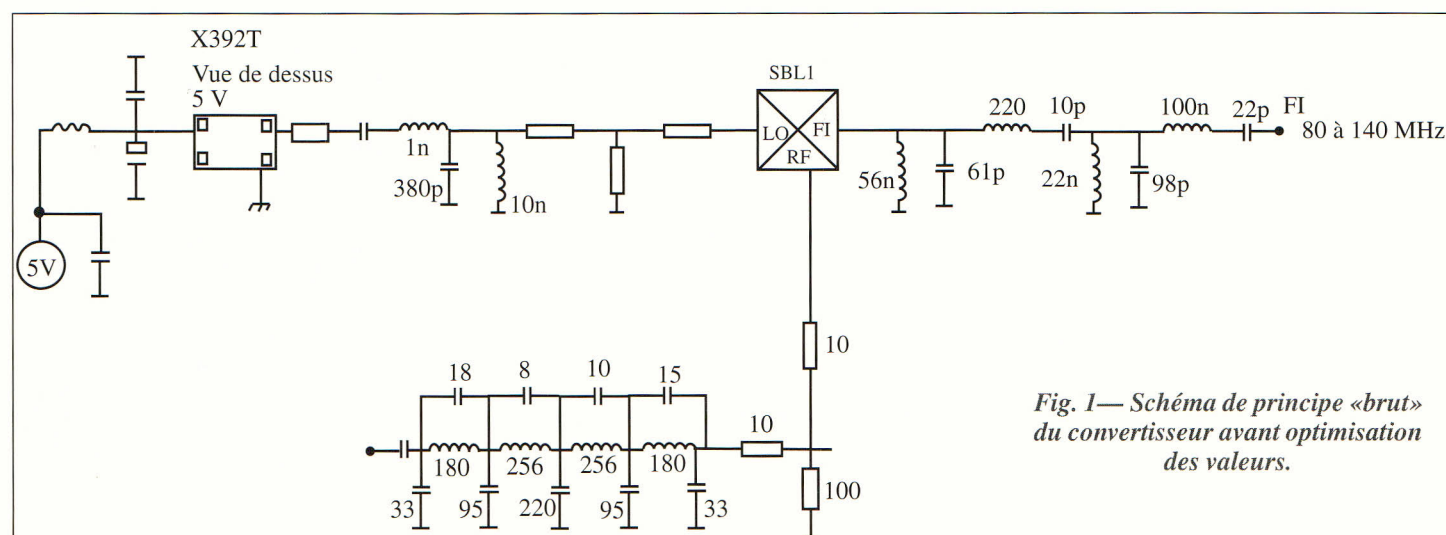 X392T
Vue de dessus
5 V
5V
1n
380p
10n
SBL1
LO
FI
RF
56n
61p
220
10p
22n
98p
100n
22p
FI
80 à 140 MHz
10
18
8
10
15
180
256
256
180
33
95
220
95
33
10
100
Fig. 1— Schéma de principe «brut»
du convertisseur avant optimisation
des valeurs.